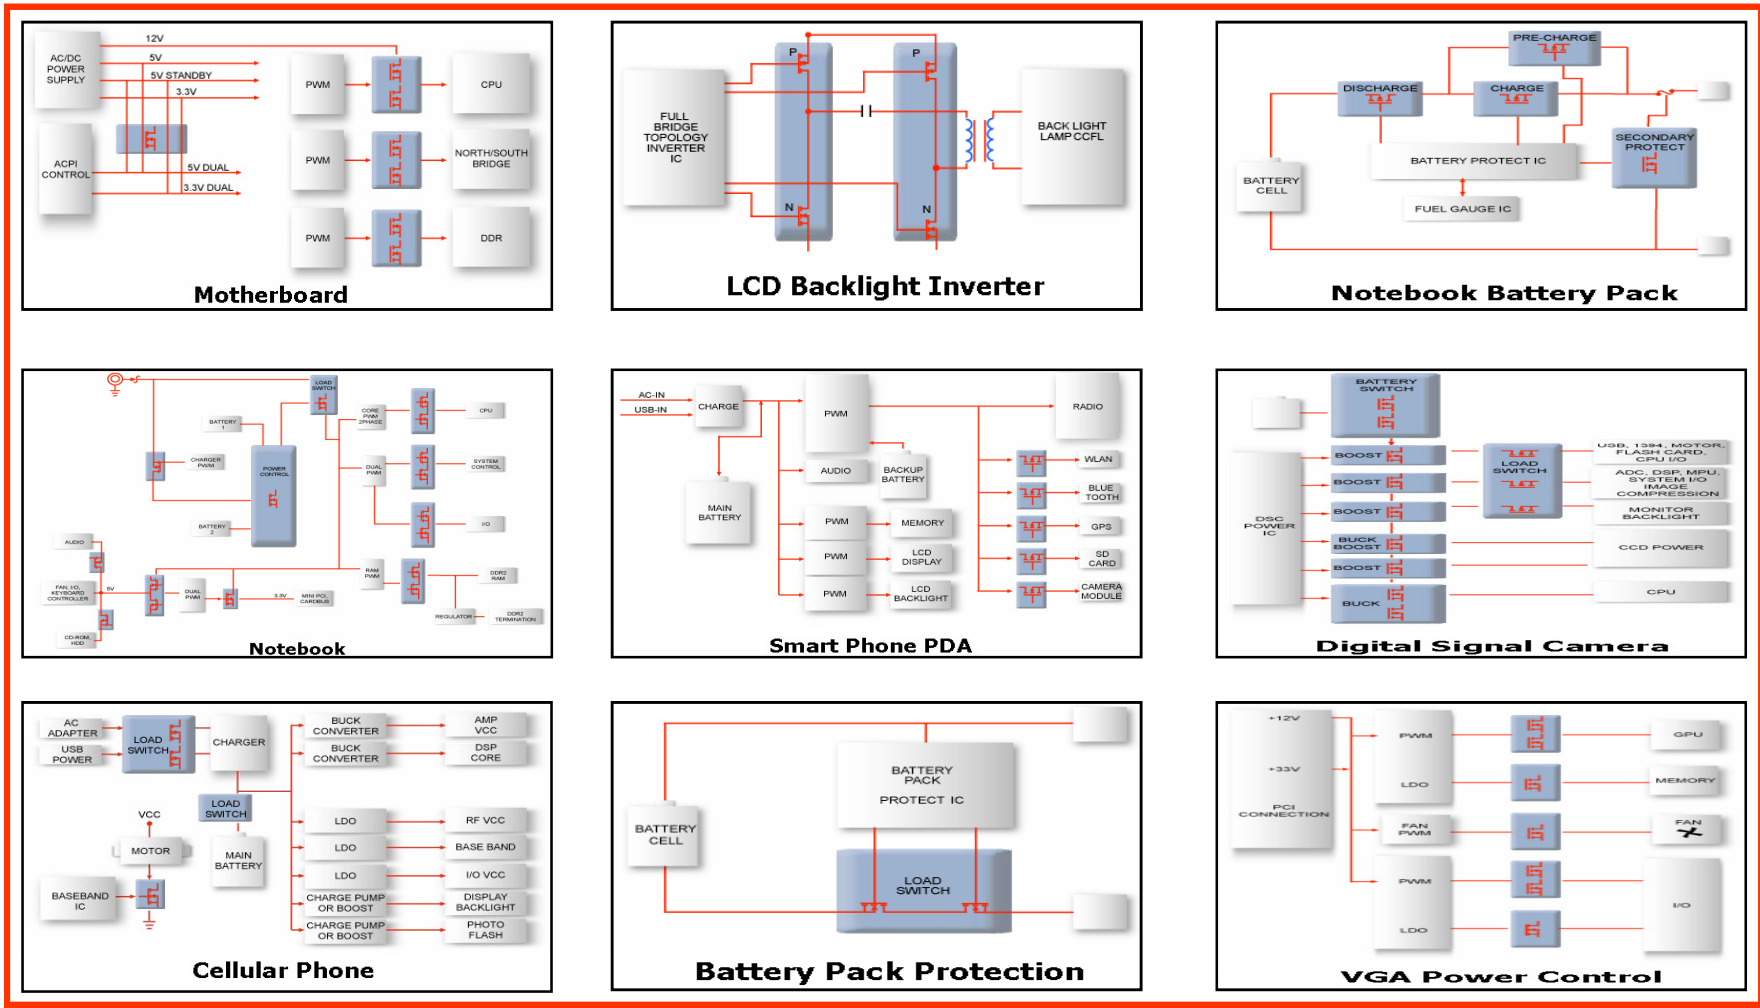 12V
AC/DC
POWER
SUPPLY
5V
5V STANDBY
3.3V
ACPI
CONTROL
5V DUAL
3.3V DUAL
PWM
CPU
PWM
NORTH/SOUTH
BRIDGE
PWM
DDR
Motherboard
FULL
BRIDGE
TOPOLOGY
INVERTER
IC
P
P
N
N
BACK LIGHT
LAMP CCFL
LCD Backlight Inverter
PRE-CHARGE
DISCHARGE
CHARGE
SECONDARY
PROTECT
BATTERY PROTECT IC
BATTERY
CELL
FUEL GAUGE IC
Notebook Battery Pack
LOAD
SWITCH
BATTERY
1
CORE
PWM
2PHASE
CPU
CHARGER
PWM
POWER
CONTROL
DUAL
PWM
SYSTEM
CONTROL
BATTERY
2
I/O
AUDIO
FAN, I/O,
KEYBOARD
CONTROLLER
5V
DUAL
PWM
3.3V
MINI PCI,
CARDBUS
RAM
PWM
DDR2
RAM
REGULATOR
DDR2
TERMINATION
CD-ROM,
HDD
Notebook
AC-IN
USB-IN
CHARGE
PWM
RADIO
AUDIO
BACKUP
BATTERY
MAIN
BATTERY
WLAN
BLUE
TOOTH
PWM
MEMORY
GPS
PWM
LCD
DISPLAY
SD
CARD
PWM
LCD
BACKLIGHT
CAMERA
MODULE
Smart Phone PDA
BATTERY
SWITCH
BOOST
BOOST
BOOST
BUCK
BOOST
BOOST
BUCK
DSC
POWER
IC
LOAD
SWITCH
USB, 1394, MOTOR,
FLASH CARD,
CPU I/O
ADC, DSP, MPU,
SYSTEM I/O
IMAGE
COMPRESSION
MONITOR
BACKLIGHT
CCD POWER
CPU
Digital Signal Camera
AC
ADAPTER
USB
POWER
LOAD
SWITCH
CHARGER
BUCK
CONVERTER
AMP
VCC
BUCK
CONVERTER
DSP
CORE
LOAD
SWITCH
VCC
MOTOR
MAIN
BATTERY
BASEBAND
IC
LDO
RF VCC
LDO
BASE BAND
LDO
I/O VCC
CHARGE PUMP
OR BOOST
DISPLAY
BACKLIGHT
CHARGE PUMP
OR BOOST
PHOTO
FLASH
Cellular Phone
BATTERY
PACK
PROTECT IC
BATTERY
CELL
LOAD
SWITCH
Battery Pack Protection
+12V
+33V
PCI
CONNECTION
PWM
LDO
GPU
MEMORY
FAN
PWM
FAN
PWM
LDO
I/O
VGA Power Control